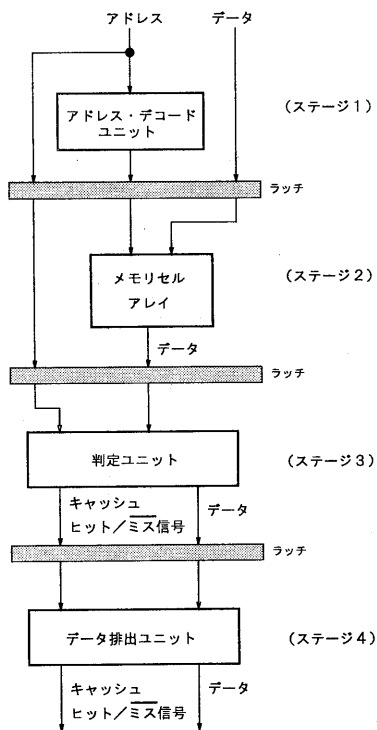 アドレス データ
アドレス・デコード
ユニット
(ステージ1)
ラッチ
メモリセル
アレイ
(ステージ2)
データ
ラッチ
判定ユニット
(ステージ3)
キャッシュ
ヒット/ミス信号
データ
ラッチ
データ排出ユニット
(ステージ4)
キャッシュ
ヒット/ミス信号
データ